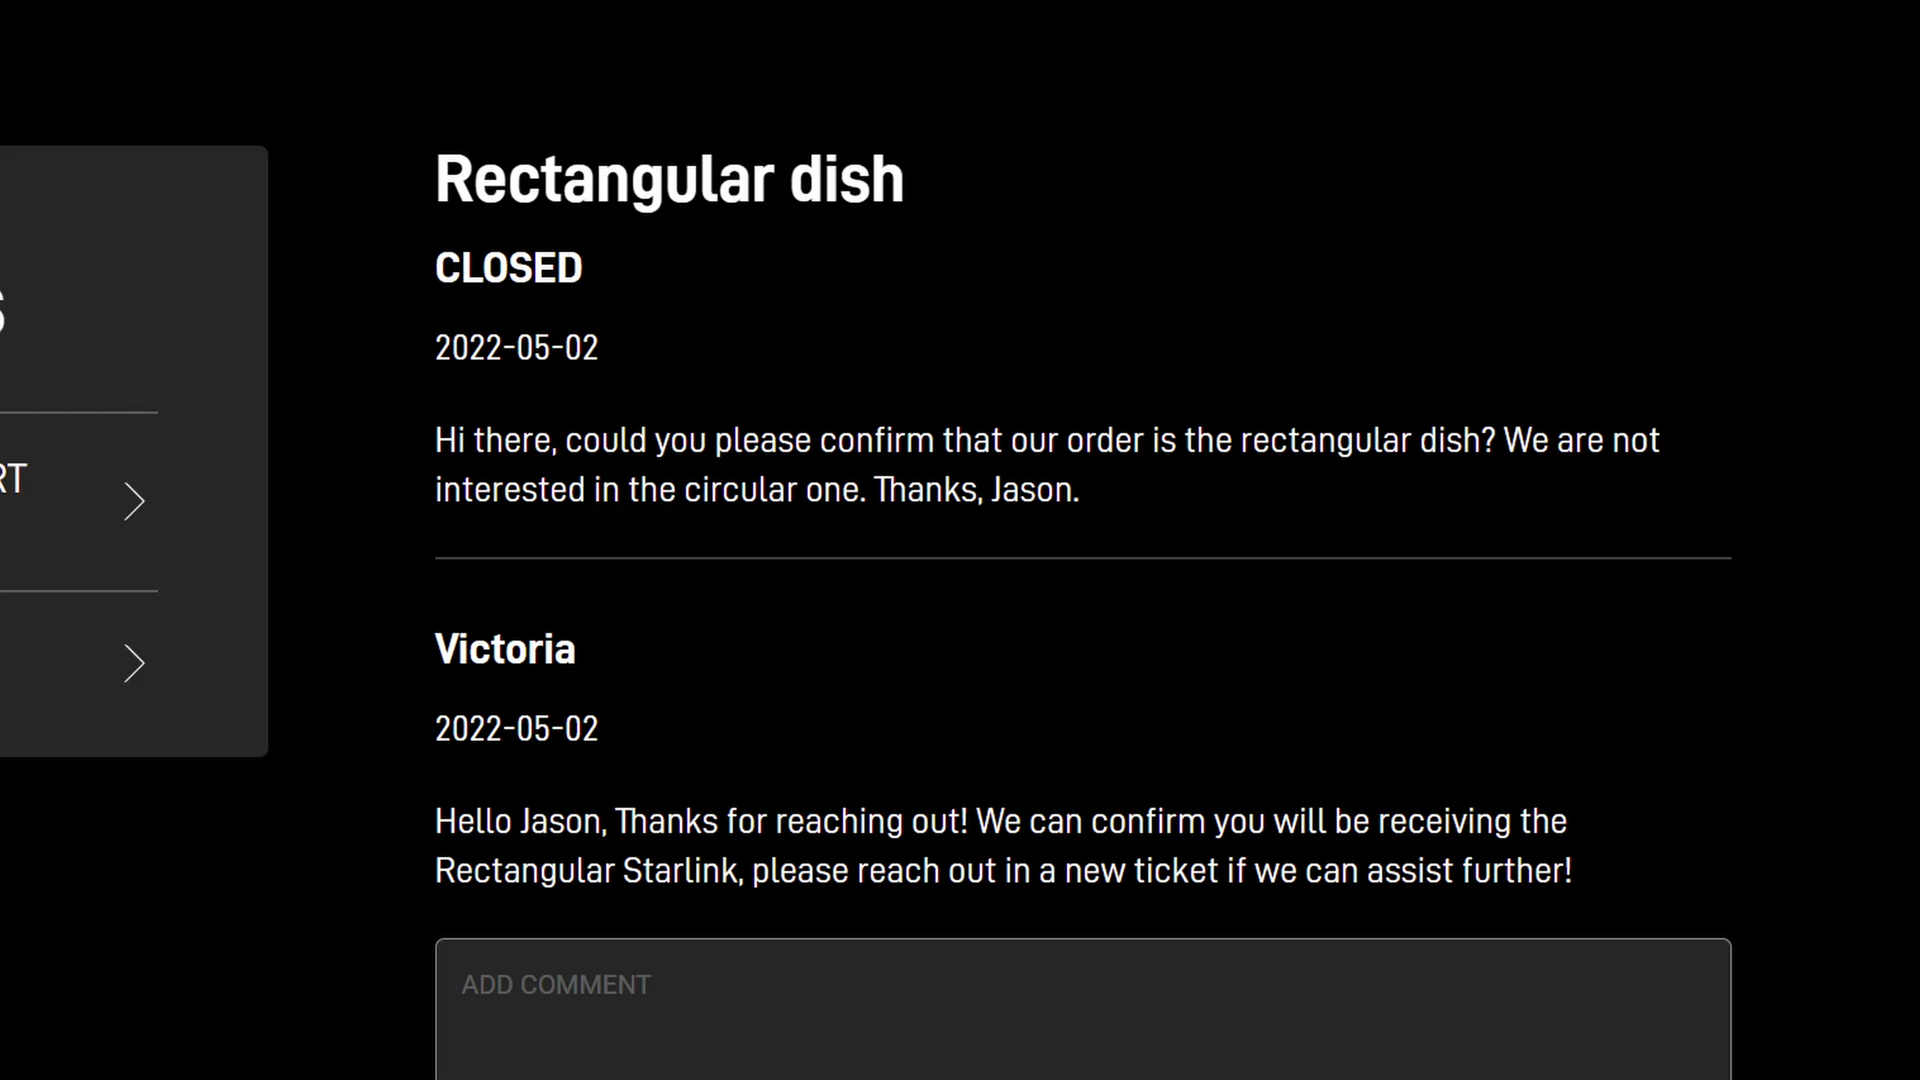 Rectangular dish
CLOSED
2022-05-02
Hi there, could you please confirm that our order is the rectangular dish? We are not
interested in the circular one. Thanks, Jason.
Victoria
2022-05-02
Hello Jason, Thanks for reaching out! We can confirm you will be receiving the
Rectangular Starlink, please reach out in a new ticket if we can assist further!
ADD COMMENT